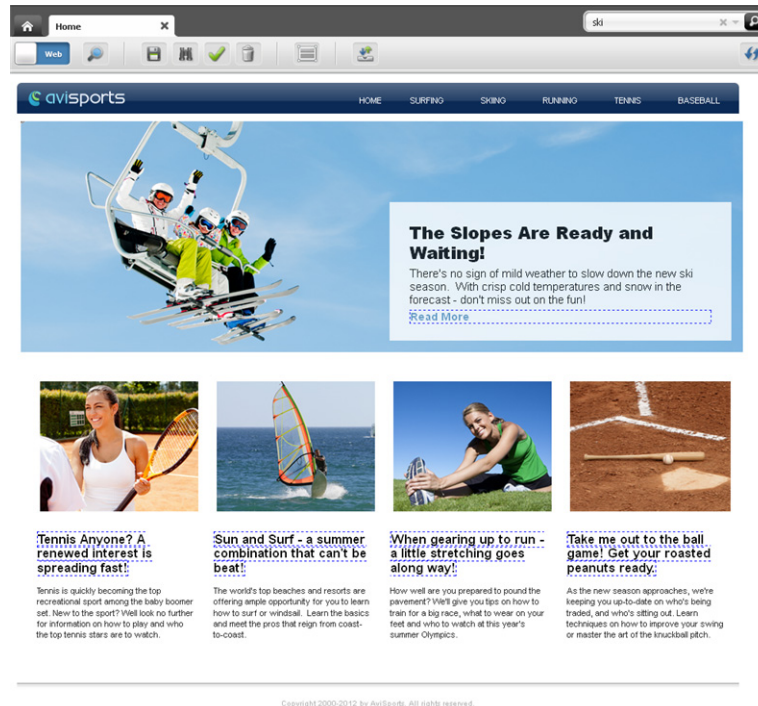 Home
ski
Web
avisports
HOME SURFING SKIING RUNNING TENNIS BASEBALL
The Slopes Are Ready and
Waiting!
There's no sign of mild weather to slow down the new ski
season. With crisp cold temperatures and snow in the
forecast - don't miss out on the fun!
Read More
Tennis Anyone? A
renewed interest is
spreading fast!
Tennis is quickly becoming the top
recreational sport among the baby boomer
set. New to the sport? Well look no further
for information on how to play and who
the top tennis stars are to watch.
Sun and Surf - a summer
combination that can't be
beat!
The world's top beaches and resorts are
offering ample opportunity for you to learn
how to surf or windsail. Learn the basics
and meet the pros that reign from coast-
to-coast.
When gearing up to run -
a little stretching goes
along way!
How well are you prepared to pound the
pavement? We'll give you tips on how to
train for a big race, what to wear on your
feet and who to watch at this year's
summer Olympics.
Take me out to the ball
game! Get your roasted
peanuts ready.
As the new season approaches, we're
keeping you up-to-date on who's being
traded, and who's sitting out. Learn
techniques on how to improve your swing
or master the art of the knuckball pitch.
Copyright 2000-2012 by AviSports. All rights reserved.